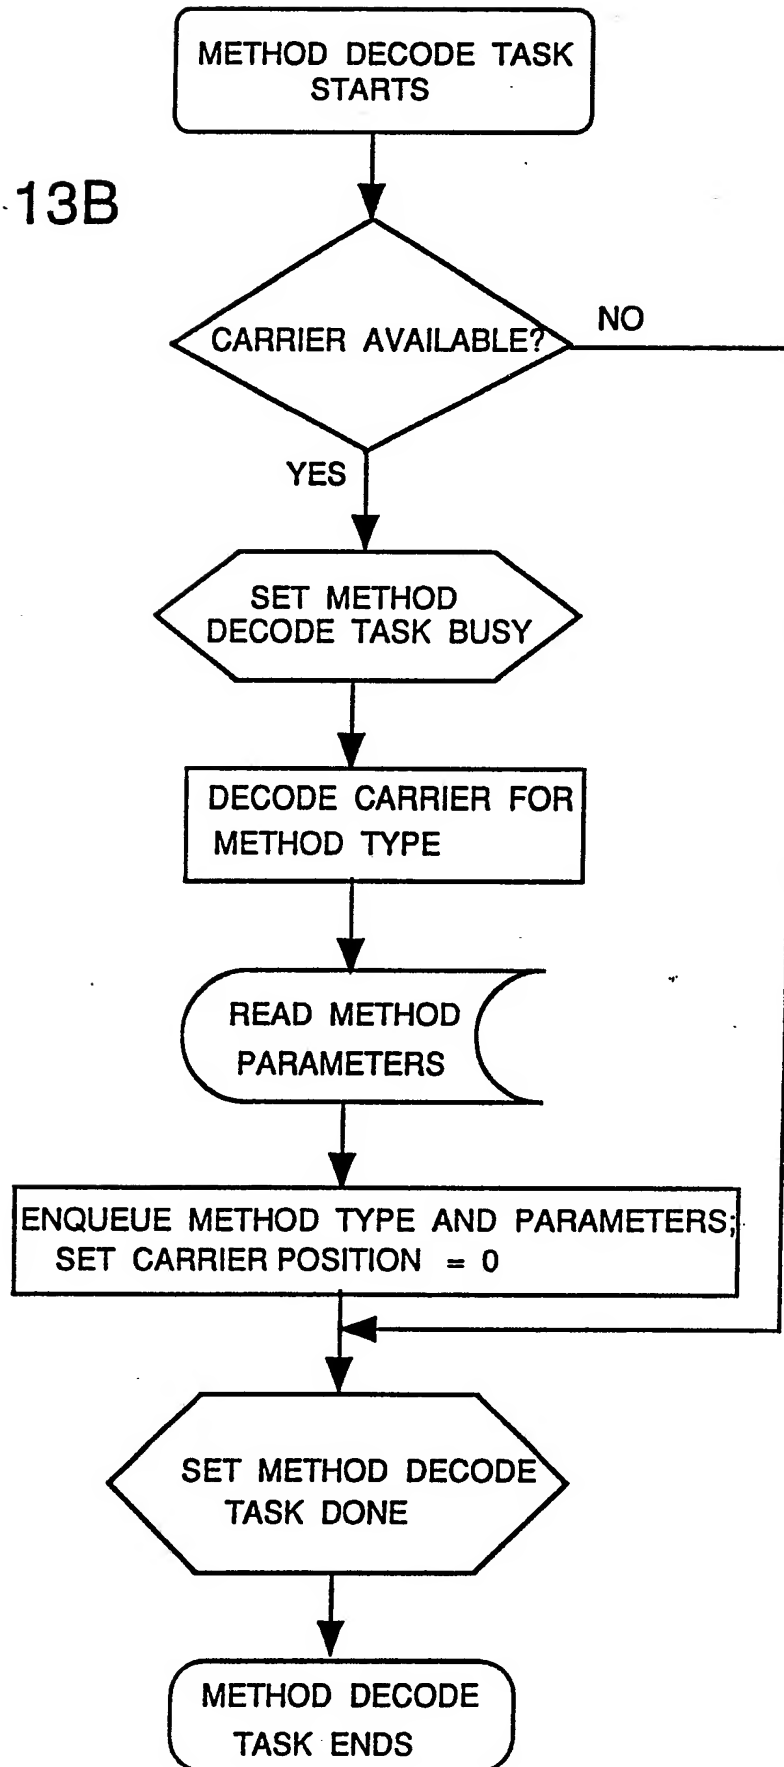 METHOD DECODE TASK
STARTS
13B
CARRIER AVAILABLE?
NO
YES
SET METHOD
DECODE TASK BUSY
DECODE CARRIER FOR
METHOD TYPE
READ METHOD
PARAMETERS
ENQUEUE METHOD TYPE AND PARAMETERS;
SET CARRIER POSITION = 0
SET METHOD DECODE
TASK DONE
METHOD DECODE
TASK ENDS